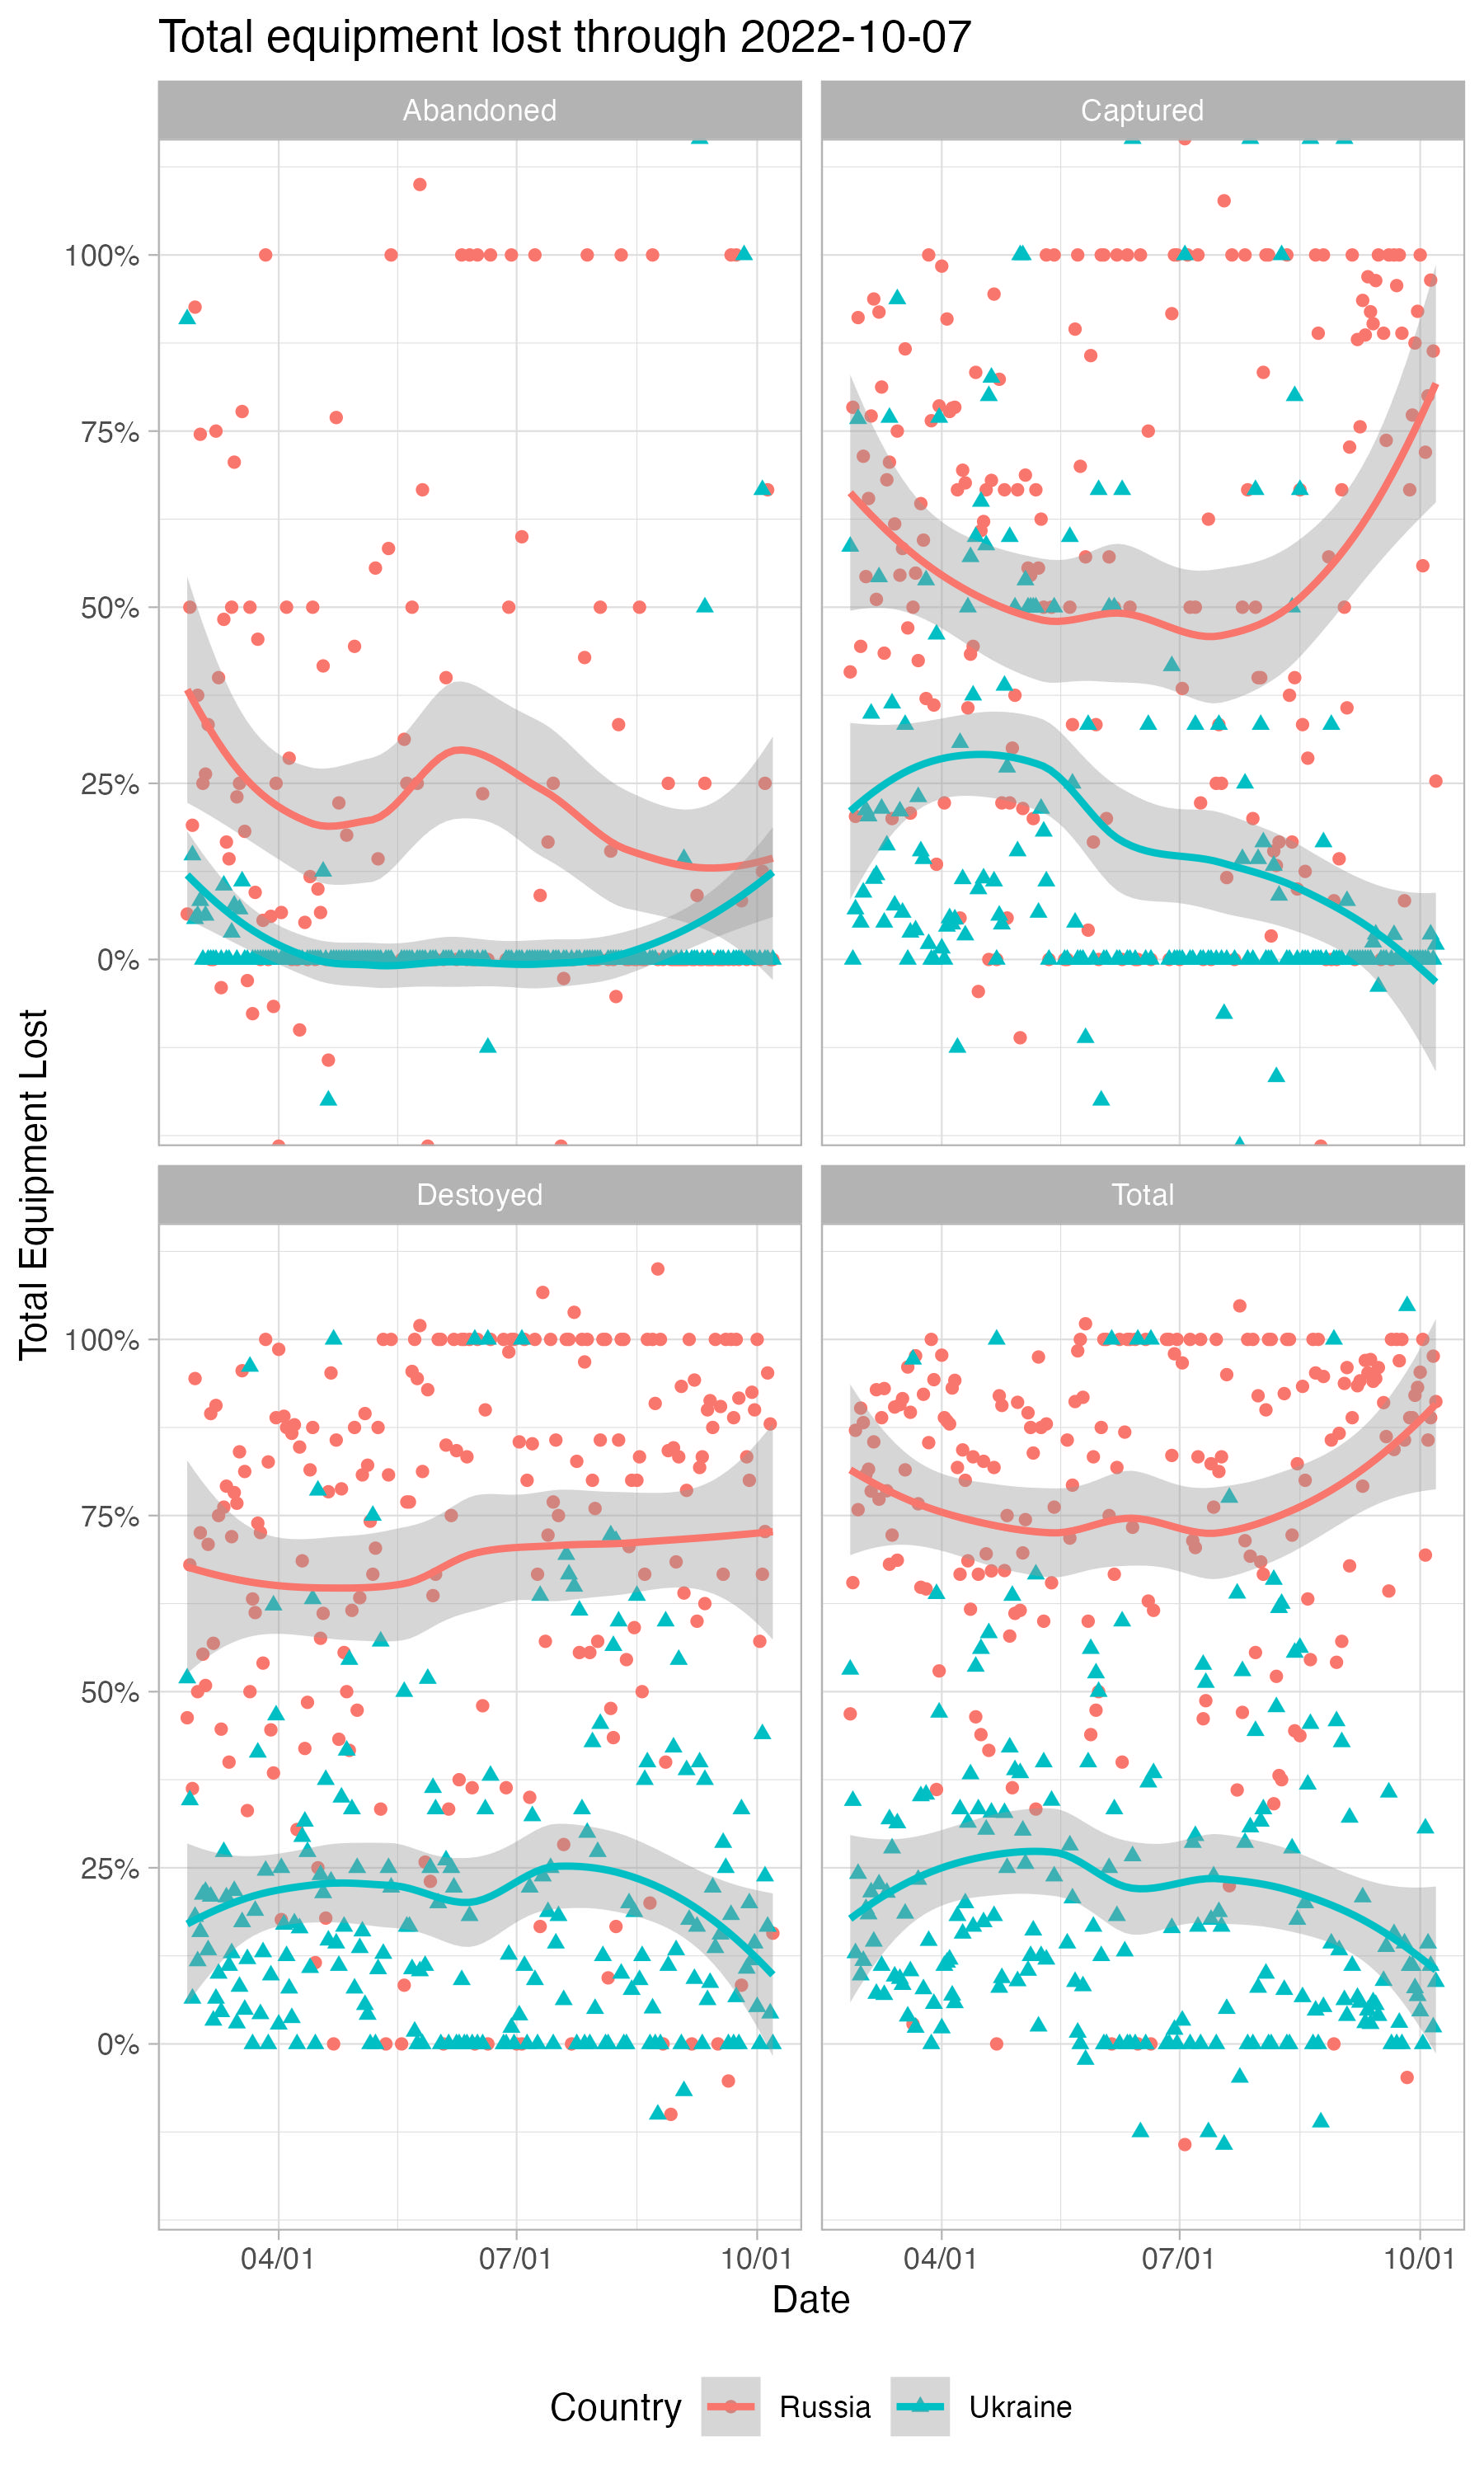 Total equipment lost through 2022-10-07
Abandoned
Captured
100%
75%
50%
25%
0%
Total Equipment Lost
Destoyed
Total
100%
75%
50%
25%
0%
04/01
07/01
10/01
04/01
07/01
10/01
Date
Country
Russia
Ukraine